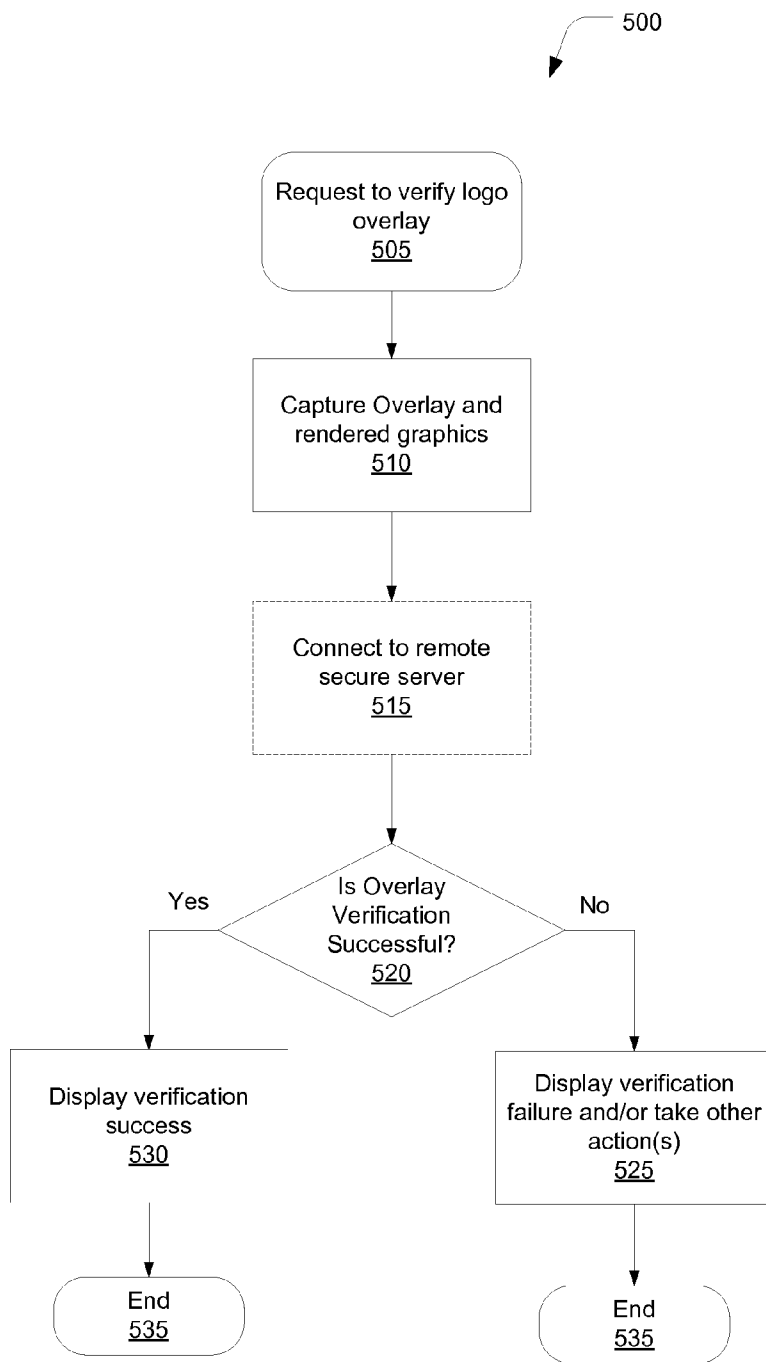 500
Request to verify logo
overlay
505
Capture Overlay and
rendered graphics
510
Connect to remote
secure server
515
Is Overlay
Verification
Successful?
520
Yes
No
Display verification
success
530
Display verification
failure and/or take other
action(s)
525
End
535
End
535